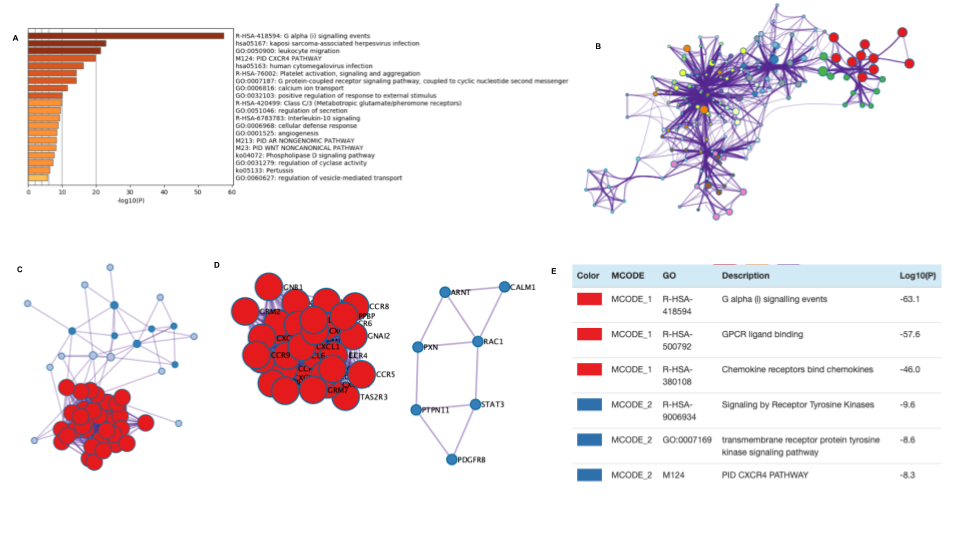 A
R-HSA-418594: G alpha (i) signalling events
hsa05167: kaposi sarcoma-associated herpesvirus infection
GO:0050900: leukocyte migration
M124: PID CXCR4 PATHWAY
hsa05163: human cytomegalovirus infection
R-HSA-76002: Platelet activation, signaling and aggregation
GO:0007187: G protein-coupled receptor signaling pathway, coupled to cyclic nucleotide second messenger
GO:0006816: calcium ion transport
GO:0032103: positive regulation of response to external stimulus
R-HSA-420499: Class C/3 (Metabotropic glutamate/pheromone receptors)
GO:0051046: regulation of secretion
R-HSA-6783783: Interleukin-10 signaling
GO:0006968: cellular defense response
GO:0001525: angiogenesis
M213: PID AR NONGENOMIC PATHWAY
M23: PID WNT NONCANONICAL PATHWAY
ko04072: Phospholipase D signaling pathway
GO:0031279: regulation of cyclase activity
ko05133: Pertussis
GO:0060627: regulation of vesicle-mediated transport
0 10 20 30 40 50 60
-log10(P)
B
C
D
GNB1
GRM2
CCR8
PPBP
CR6
GNAI2
CXCL1
CCR9
CCR4
CCR5
GRM7
TAS2R3
ARNT
CALM1
PXN
RAC1
PTPN11
STAT3
PDGFRB
E
Color MCODE GO Description Log10(P)
MCODE_1 R-HSA-418594 G alpha (i) signalling events -63.1
MCODE_1 R-HSA-500792 GPCR ligand binding -57.6
MCODE_1 R-HSA-380108 Chemokine receptors bind chemokines -46.0
MCODE_2 R-HSA-9006934 Signaling by Receptor Tyrosine Kinases -9.6
MCODE_2 GO:0007169 transmembrane receptor protein tyrosine kinase signaling pathway -8.6
MCODE_2 M124 PID CXCR4 PATHWAY -8.3